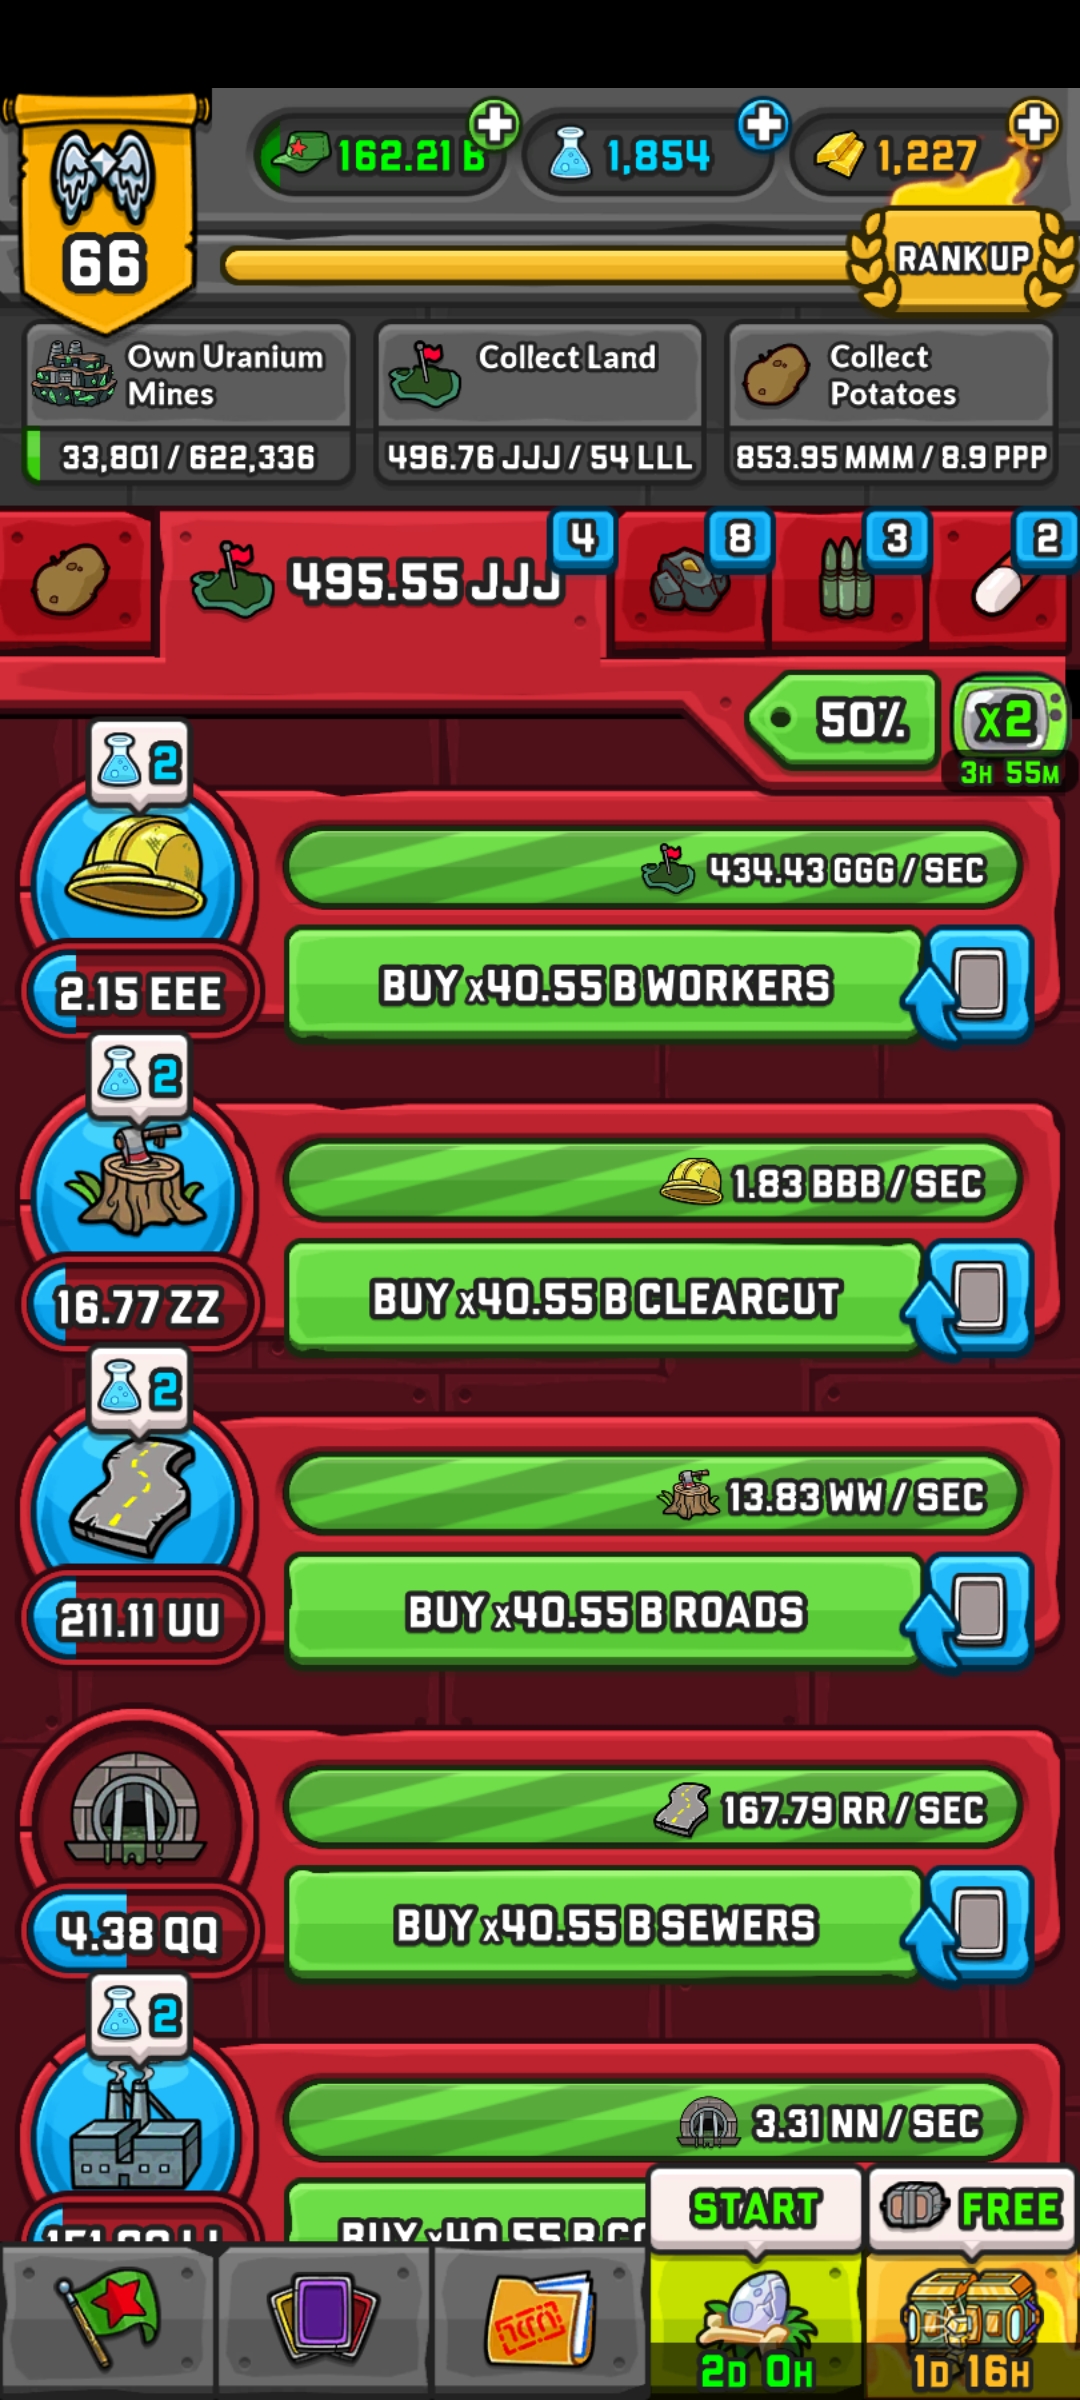 162.21 B
1,854
1,227
66
RANK UP
Own Uranium
Mines
33,801 / 622,336
Collect Land
496.76 JJJ / 54 LLL
Collect
Potatoes
853.95 MMM / 8.9 PPP
495.55 JJJ
4
8
3
2
50%
x2
3H 55M
2
434.43 GGG / SEC
2.15 EEE
BUY x40.55 B WORKERS
2
1.83 BBB / SEC
16.77 ZZ
BUY x40.55 B CLEARCUT
2
13.83 WW / SEC
211.11 UU
BUY x40.55 B ROADS
167.79 RR / SEC
4.38 QQ
BUY x40.55 B SEWERS
2
3.31 NN / SEC
BUY x40.55 B
START
FREE
2D 0H
1D 16H